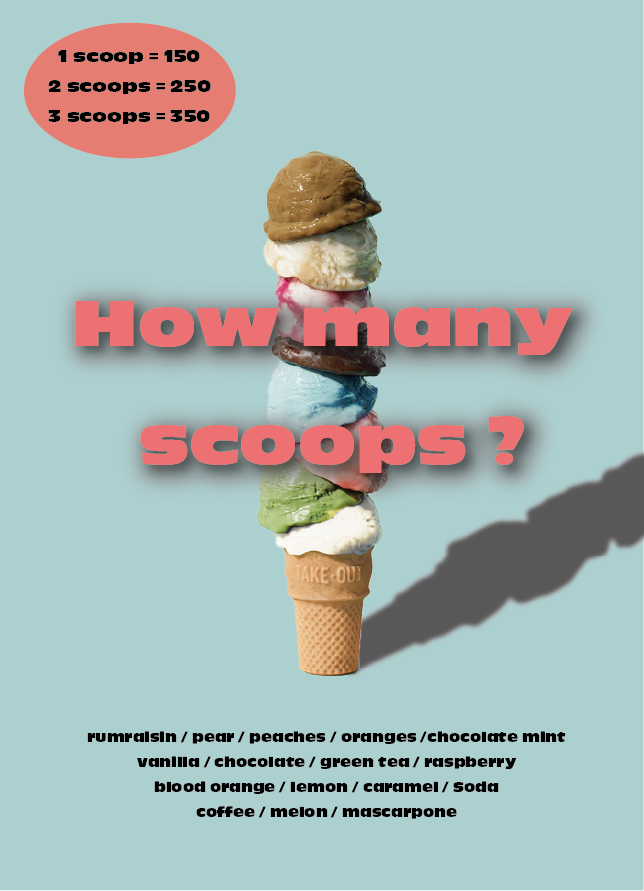 1 scoop = 150
2 scoops = 250
3 scoops = 350
How many
scoops ?
TAKE-OUT
rumraisin / pear / peaches / oranges /chocolate mint
vanilla / chocolate / green tea / raspberry
blood orange / lemon / caramel / Soda
coffee / melon / mascarpone